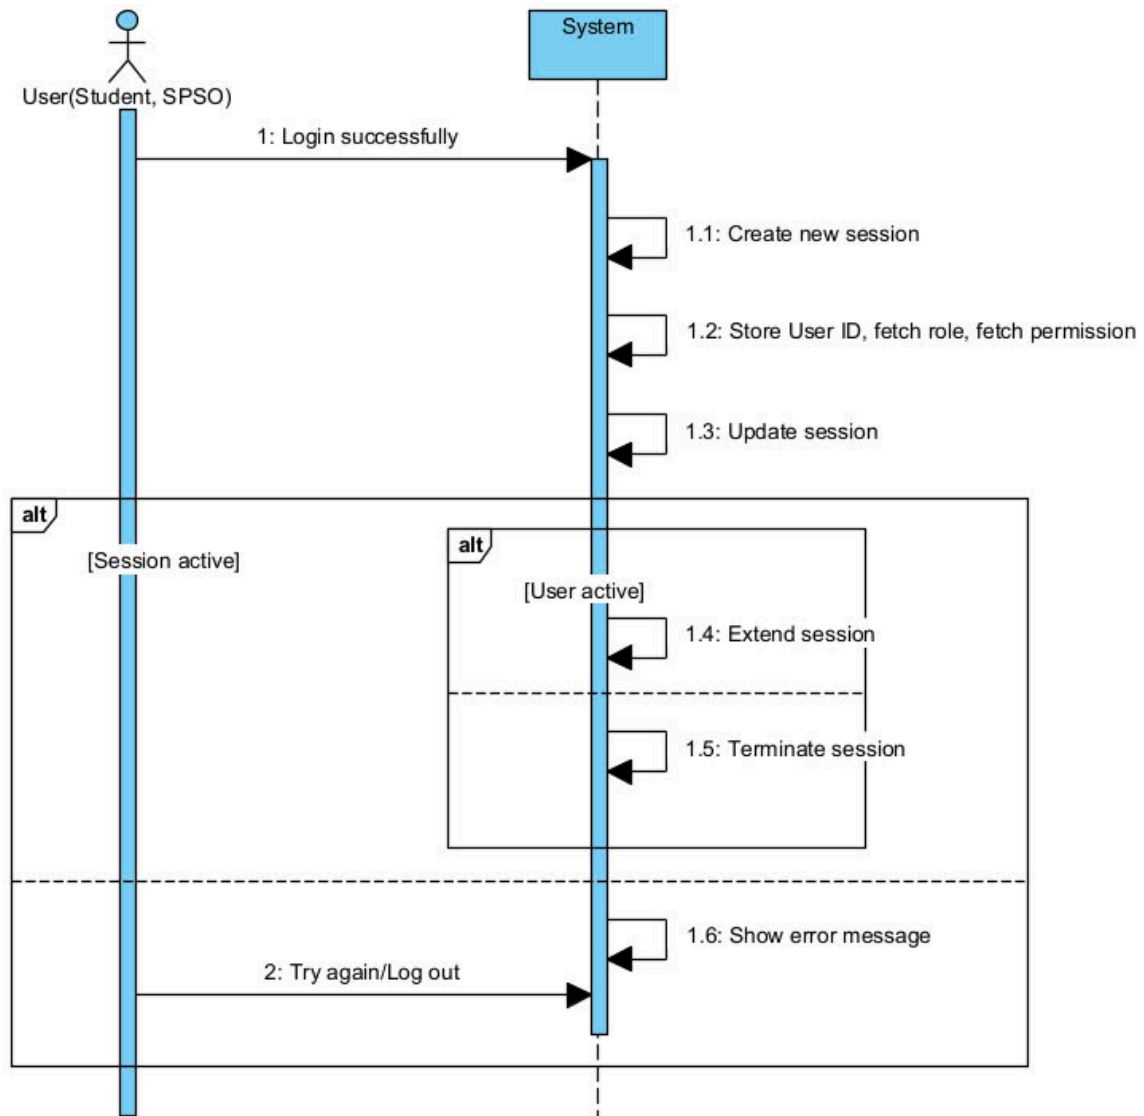 System
User(Student, SPSO)
1: Login successfully
1.1: Create new session
1.2: Store User ID, fetch role, fetch permission
1.3: Update session
alt
[Session active]
alt
[User active]
1.4: Extend session
1.5: Terminate session
1.6: Show error message
2: Try again/Log out